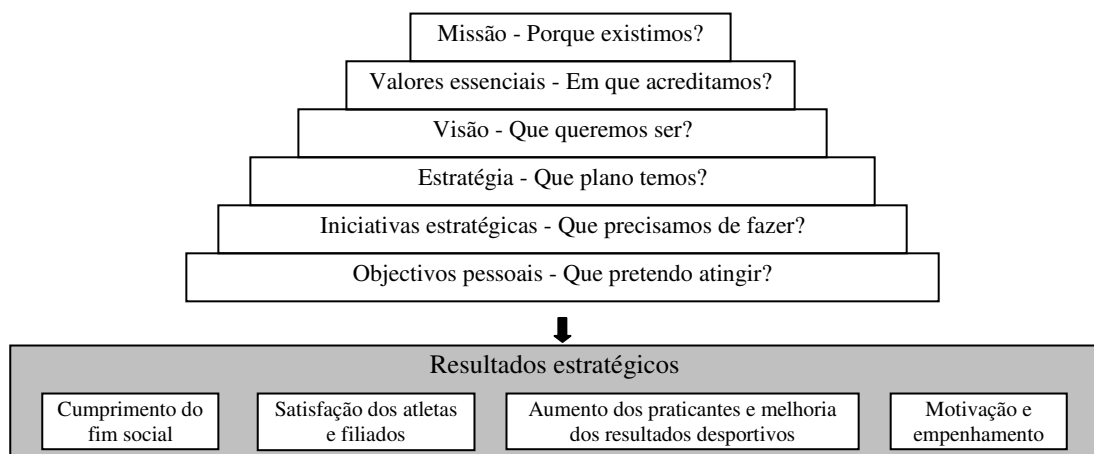 Missão - Porque existimos?
Valores essenciais - Em que acreditamos?
Visão - Que queremos ser?
Estratégia - Que plano temos?
Iniciativas estratégicas - Que precisamos de fazer?
Objectivos pessoais - Que pretendo atingir?
Resultados estratégicos
Cumprimento do
fim social
Satisfação dos atletas
e filiados
Aumento dos praticantes e melhoria
dos resultados desportivos
Motivação e
empenhamento